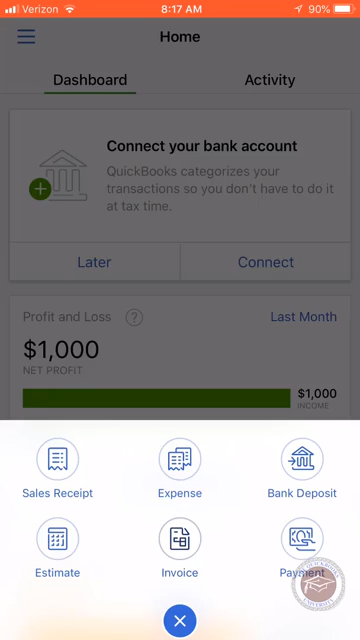 Verizon 8:17 AM 90%
Home
Dashboard Activity
Connect your bank account
QuickBooks categorizes your
transactions so you don't have to do it
at tax time.
Later Connect
Profit and Loss ? Last Month
$1,000
NET PROFIT
$1,000
INCOME
Sales Receipt Expense Bank Deposit
Estimate Invoice Payment
UNIVERSITY